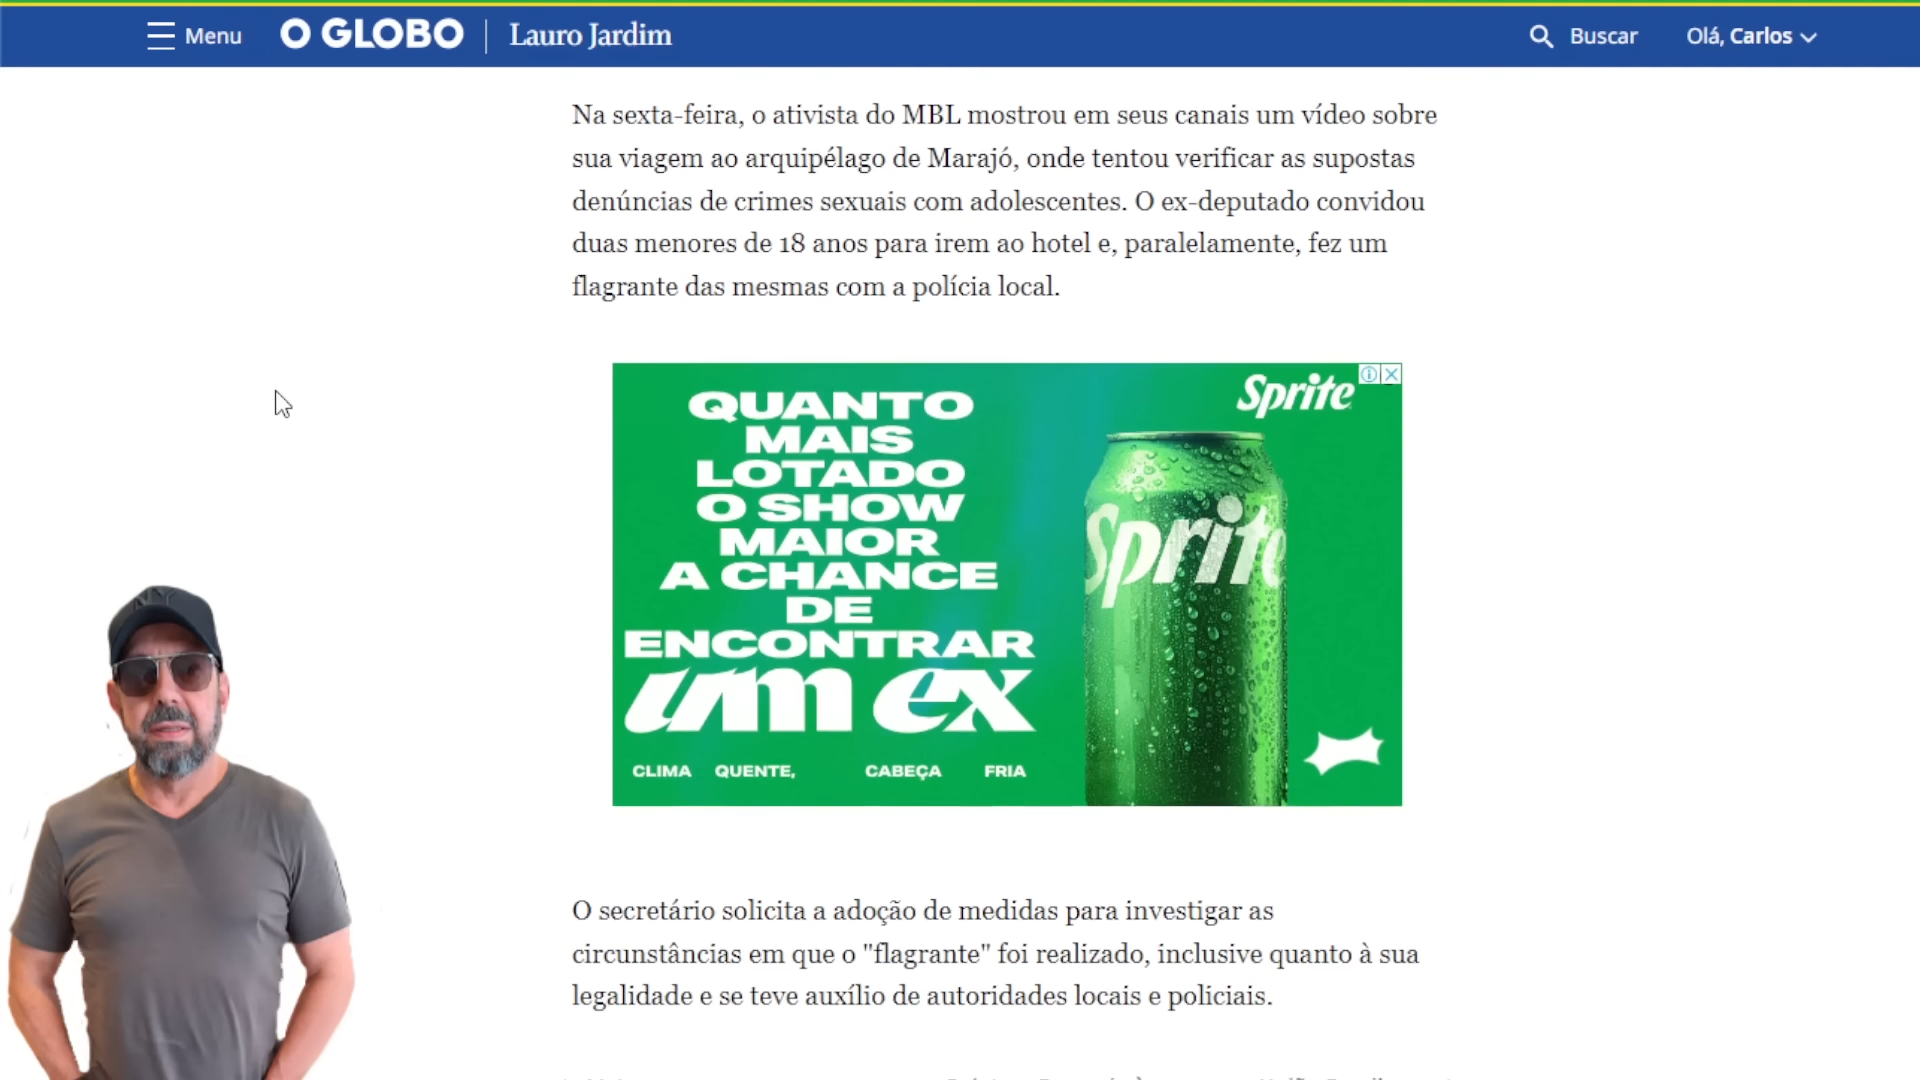 Menu
O GLOBO
Lauro Jardim
Buscar
Olá, Carlos
Na sexta-feira, o ativista do MBL mostrou em seus canais um vídeo sobre
sua viagem ao arquipélago de Marajó, onde tentou verificar as supostas
denúncias de crimes sexuais com adolescentes. O ex-deputado convidou
duas menores de 18 anos para irem ao hotel e, paralelamente, fez um
flagrante das mesmas com a polícia local.
QUANTO
MAIS
LOTADO
O SHOW
MAIOR
A CHANCE
DE
ENCONTRAR
um ex
CLIMA QUENTE, CABEÇA FRIA
Sprite
Sprite
NY
O secretário solicita a adoção de medidas para investigar as
circunstâncias em que o "flagrante" foi realizado, inclusive quanto à sua
legalidade e se teve auxílio de autoridades locais e policiais.